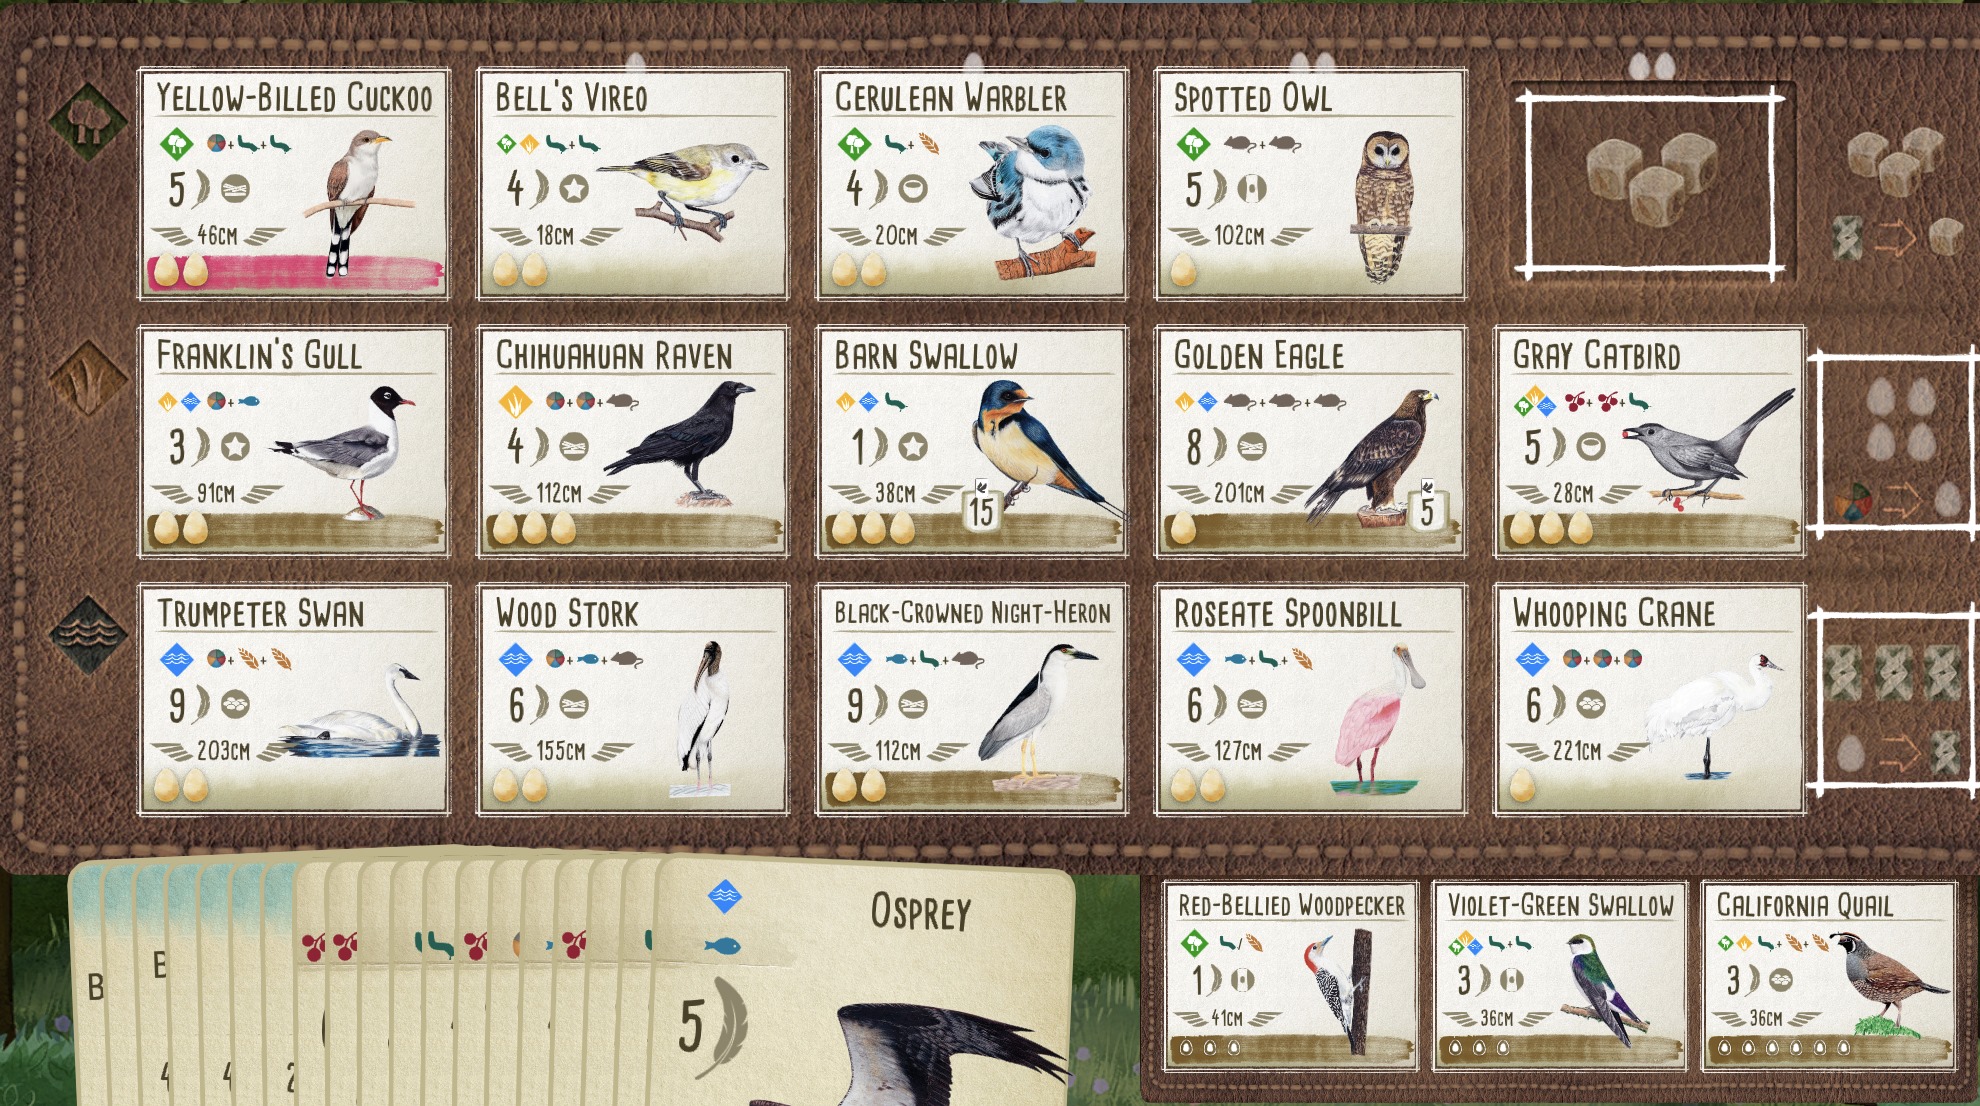 YELLOW-BILLED CUCKOO
5
46CM
BELL'S VIREO
4
18CM
CERULEAN WARBLER
4
20CM
SPOTTED OWL
5
102CM
FRANKLIN'S GULL
3
91CM
CHIHUAHUAN RAVEN
4
112CM
BARN SWALLOW
1
38CM
15
GOLDEN EAGLE
8
201CM
5
GRAY CATBIRD
5
28CM
TRUMPETER SWAN
9
203CM
WOOD STORK
6
155CM
BLACK-CROWNED NIGHT-HERON
9
112CM
ROSEATE SPOONBILL
6
127CM
WHOOPING CRANE
6
221CM
B
B
4
4
2
OSPREY
5
RED-BELLIED WOODPECKER
1
41CM
VIOLET-GREEN SWALLOW
3
36CM
CALIFORNIA QUAIL
3
36CM